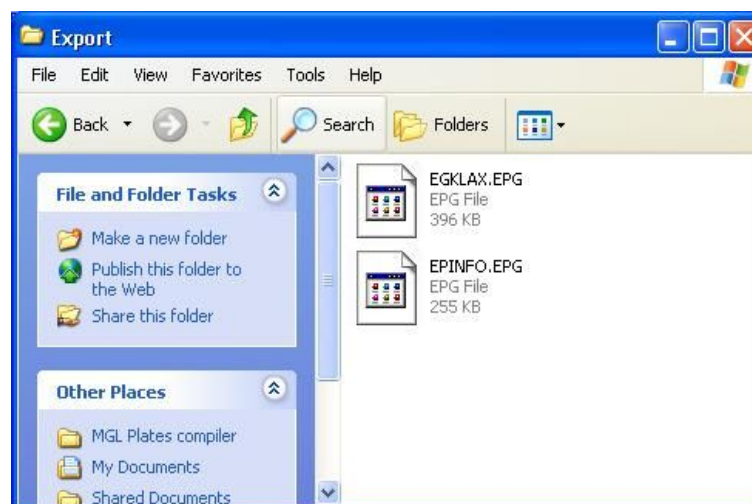 Export
File Edit View Favorites Tools Help
Back Search Folders
File and Folder Tasks
Make a new folder
Publish this folder to
the Web
Share this folder
Other Places
MGL Plates compiler
My Documents
Shared Documents
EGKLAX.EPG
EPG File
396 KB
EPINFO.EPG
EPG File
255 KB